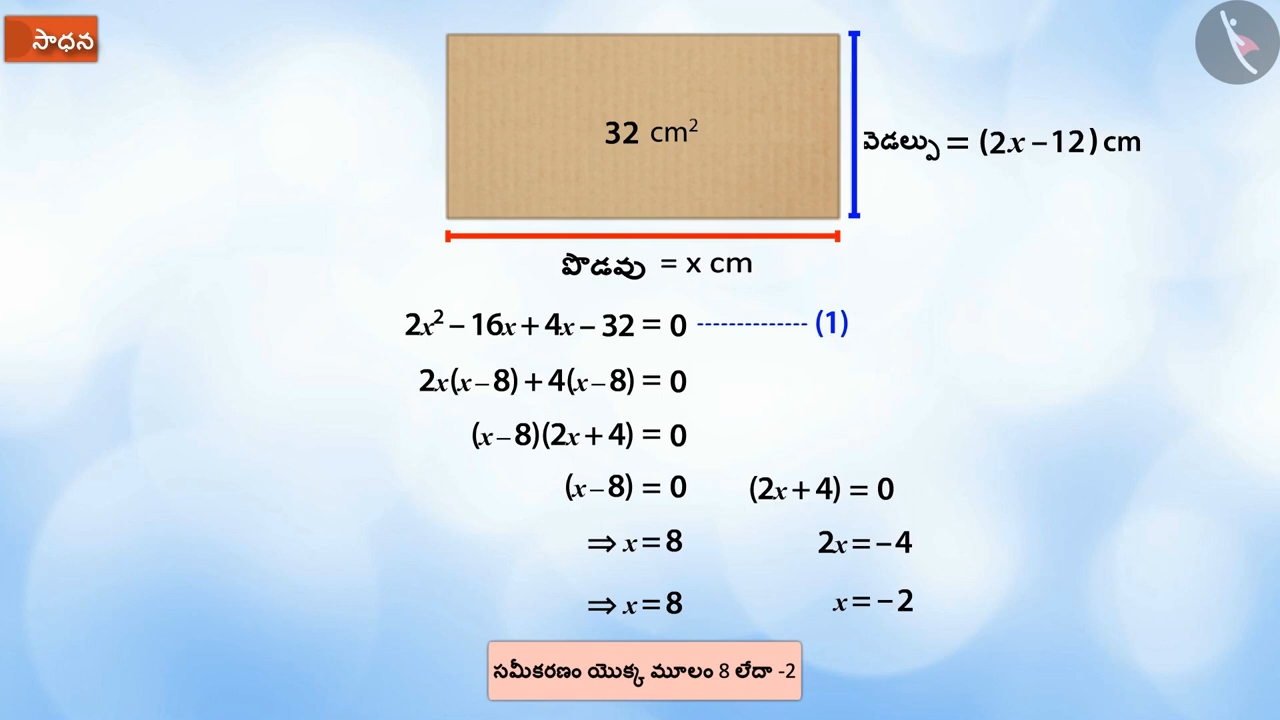 సాధన
32 cm²
వెడల్పు = (2x – 12) cm
పొడవు = x cm
2x² – 16x + 4x – 32 = 0 -------------- (1)
2x(x – 8) + 4(x – 8) = 0
(x – 8)(2x + 4) = 0
(x – 8) = 0 (2x + 4) = 0
⇒ x = 8 2x = – 4
⇒ x = 8 x = – 2
సమీకరణం యొక్క మూలం 8 లేదా -2